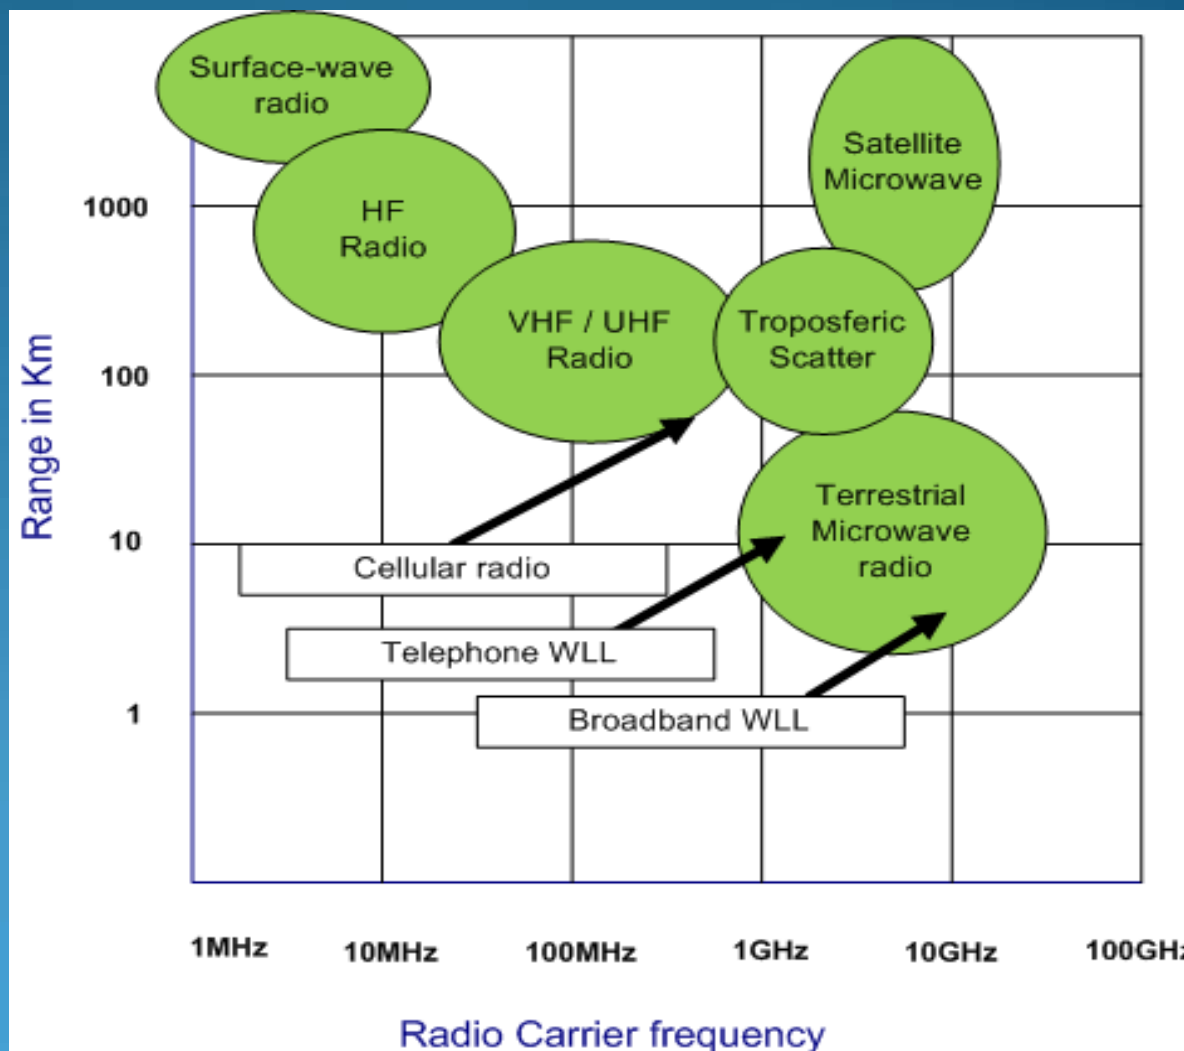 Surface-wave
radio
Satellite
Microwave
1000
HF
Radio
VHF / UHF
Radio
Troposferic
Scatter
100
Range in Km
Terrestrial
Microwave
radio
10
Cellular radio
Telephone WLL
1
Broadband WLL
1MHz
10MHz
100MHz
1GHz
10GHz
100GHz
Radio Carrier frequency